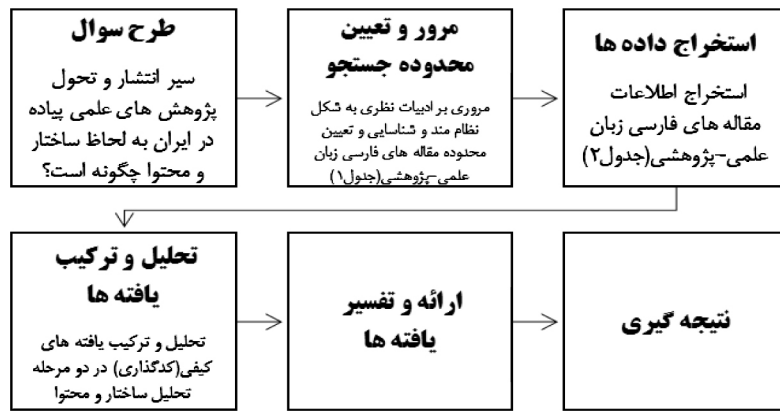 طرح سوال
سیر انتشار و تحول
پژوهش های علمی پیاده
در ایران به لحاظ ساختار
و محتوا چگونه است؟
مرور و تعیین
محدوده جستجو
مروری بر ادبیات نظری به شکل
نظام مند و شناسایی و تعیین
محدوده مقاله های فارسی زبان
علمی-پژوهشی(جدول۱)
استخراج داده ها
استخراج اطلاعات
مقاله های فارسی زبان
علمی-پژوهشی(جدول۲)
تحلیل و ترکیب
یافته ها
تحلیل و ترکیب یافته های
کیفی(کدگذاری) در دو مرحله
تحلیل ساختار و محتوا
ارائه و تفسیر
یافته ها
نتیجه گیری